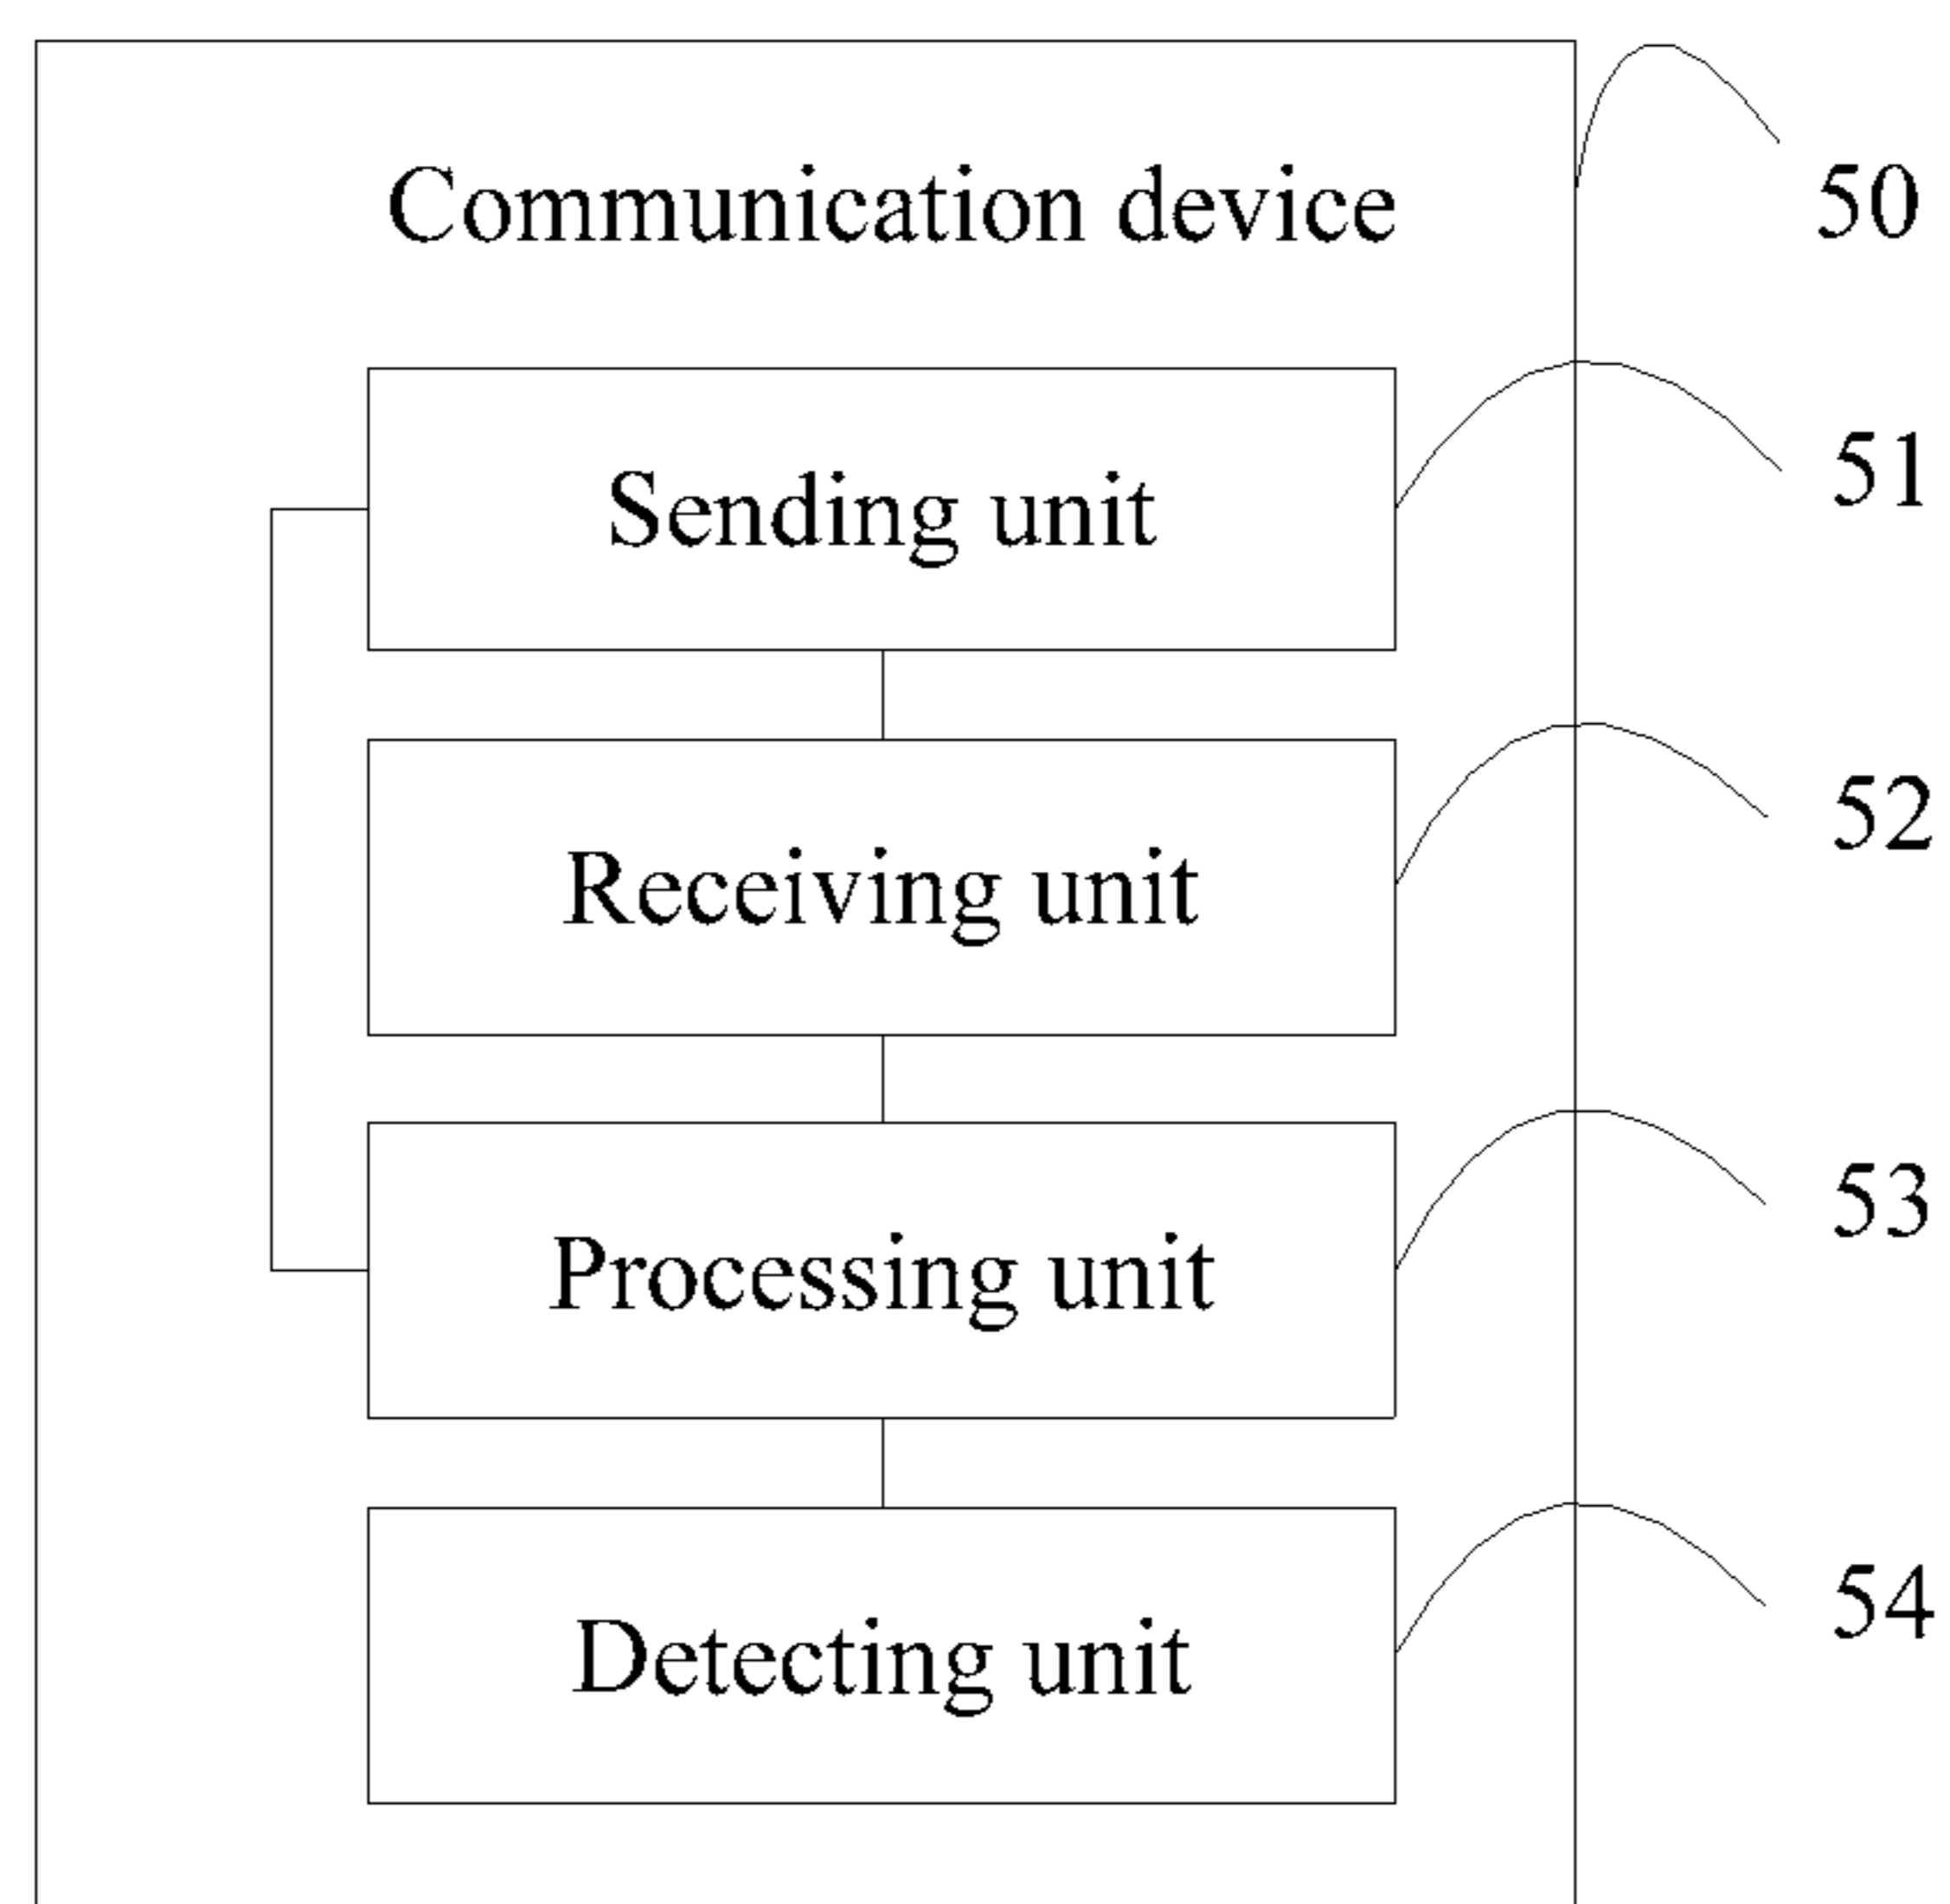 Communication device
50
Sending unit
51
Receiving unit
52
Processing unit
53
Detecting unit
54